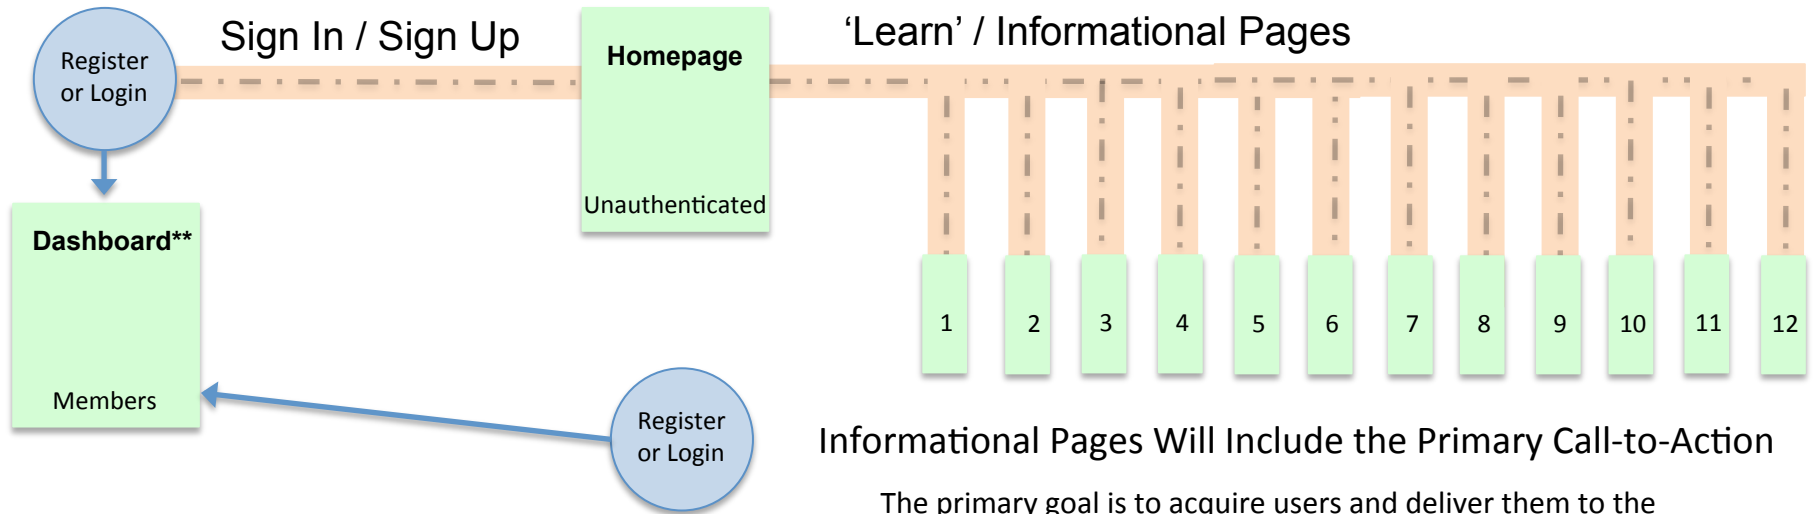 Register
or Login
Sign In / Sign Up
Homepage
Unauthenticated
‘Learn’ / Informational Pages
Dashboard**
Members
1
2
3
4
5
6
7
8
9
10
11
12
Register
or Login
Informational Pages Will Include the Primary Call-to-Action
The primary goal is to acquire users and deliver them to the